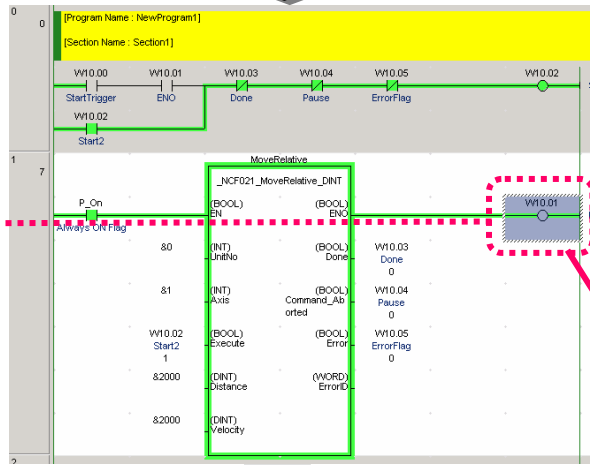 0
0
[Program Name : NewProgram1]
[Section Name : Section1]
W10.00 W10.01 W10.03 W10.04 W10.05 W10.02
StartTrigger ENO Done Pause ErrorFlag
W10.02
Start2
1
7
MoveRelative
_NCF021_MoveRelative_DINT
P_On (BOOL) (BOOL) W10.01
EN ENO
Always ON Flag
&0 (INT) (BOOL) W10.03
UnitNo Done Done
0
&1 (INT) (BOOL) W10.04
Axis Command_Ab Pause
orted 0
W10.02 (BOOL) (BOOL) W10.05
Start2 Execute Error ErrorFlag
1 0
&2000 (DINT) (WORD)
Distance ErrorID
&2000 (DINT)
Velocity
2